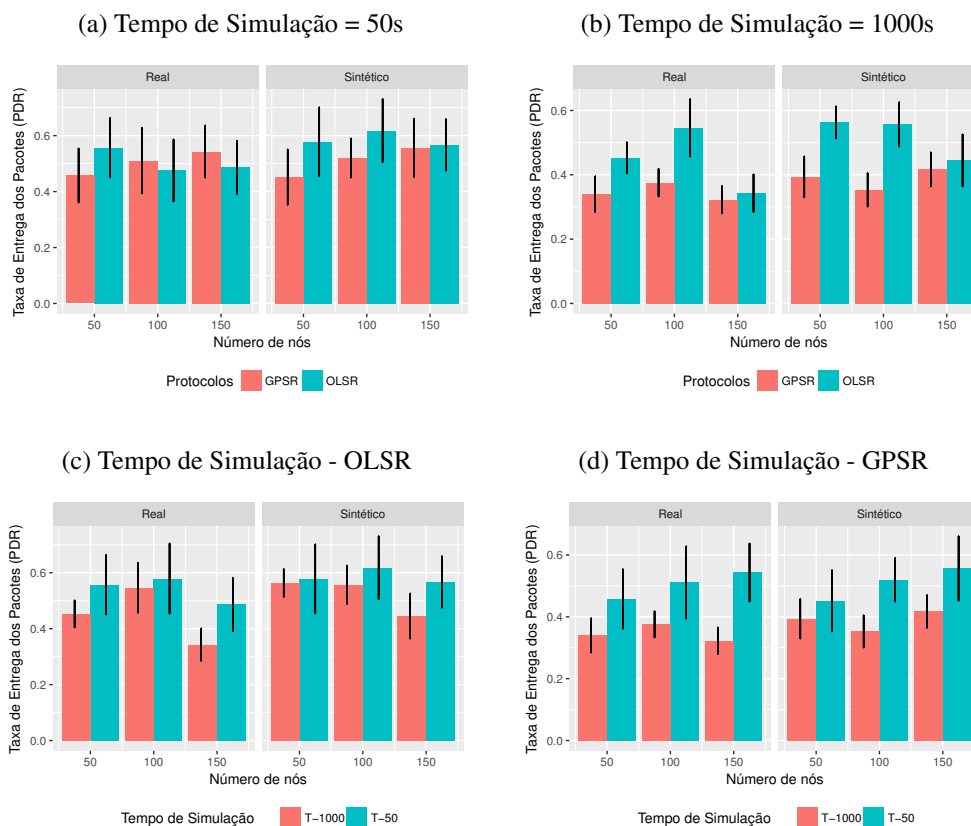 (a) Tempo de Simulação = 50s
Real
Sintético
Taxa de Entrega dos Pacotes (PDR)
0.6
0.4
0.2
0.0
50
100
150
50
100
150
Número de nós
Protocolos GPSR OLSR
(b) Tempo de Simulação = 1000s
Real
Sintético
Taxa de Entrega dos Pacotes (PDR)
0.6
0.4
0.2
0.0
50
100
150
50
100
150
Número de nós
Protocolos GPSR OLSR
(c) Tempo de Simulação - OLSR
Real
Sintético
Taxa de Entrega dos Pacotes (PDR)
0.6
0.4
0.2
0.0
50
100
150
50
100
150
Número de nós
Tempo de Simulação T−1000 T−50
(d) Tempo de Simulação - GPSR
Real
Sintético
Taxa de Entrega dos Pacotes (PDR)
0.6
0.4
0.2
0.0
50
100
150
50
100
150
Número de nós
Tempo de Simulação T−1000 T−50